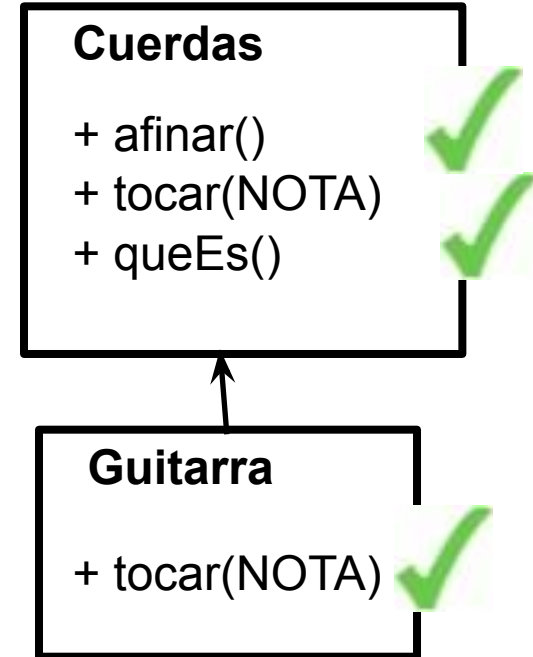 Cuerdas
+ afinar()
+ tocar(NOTA)
+ queEs()
Guitarra
+ tocar(NOTA)